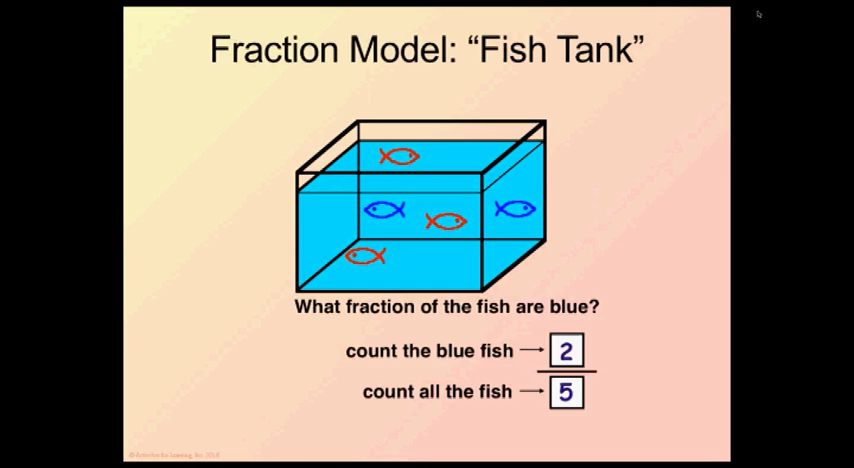 Fraction Model: “Fish Tank”
What fraction of the fish are blue?
count the blue fish → 2
count all the fish → 5